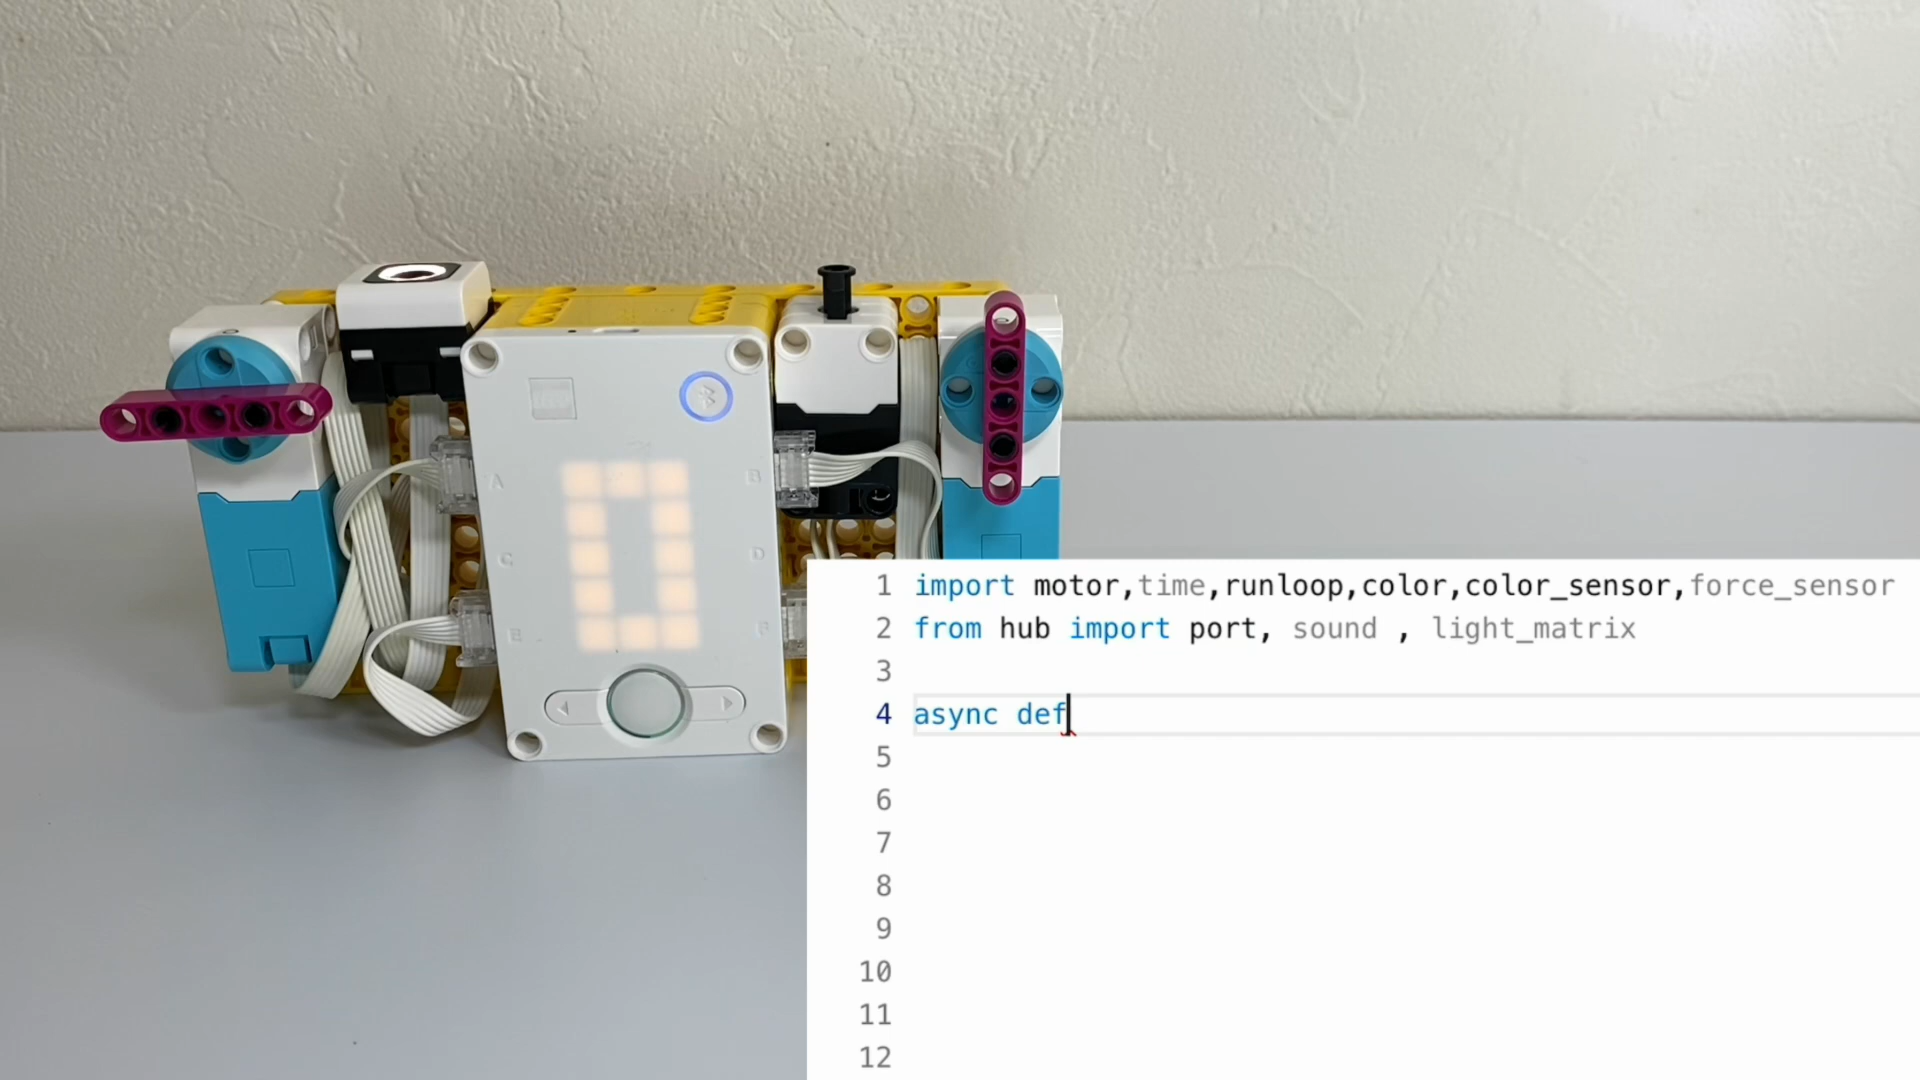 A
B
C
D
E
F
0
1 import motor,time,runloop,color,color_sensor,force_sensor
2 from hub import port, sound , light_matrix
3
4 async def
5
6
7
8
9
10
11
12